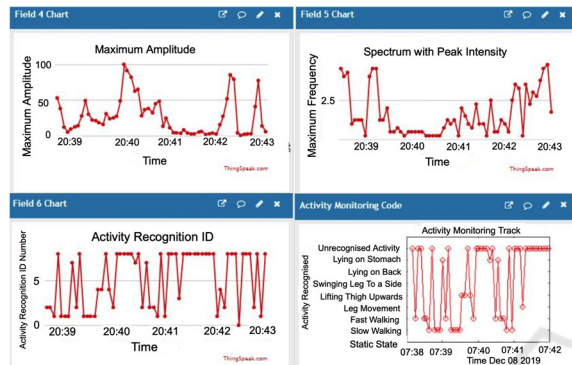 Field 4 Chart
Maximum Amplitude
Maximum Amplitude
100
50
0
20:39 20:40 20:41 20:42 20:43
Time
ThingSpeak.com
Field 5 Chart
Spectrum with Peak Intensity
Maximum Frequency
2.5
20:39 20:40 20:41 20:42 20:43
Time
ThingSpeak.com
Field 6 Chart
Activity Recognition ID
Activity Recognition ID Number
5
0
20:39 20:40 20:41 20:42 20:43
Time
ThingSpeak.com
Activity Monitoring Code
Activity Monitoring Track
Activity Recognised
Unrecognised Activity
Lying on Stomach
Lying on Back
Swinging Leg To a Side
Lifting Thigh Upwards
Leg Movement
Fast Walking
Slow Walking
Static State
07:38 07:39 07:40 07:41 07:42
Time Dec 08 2019